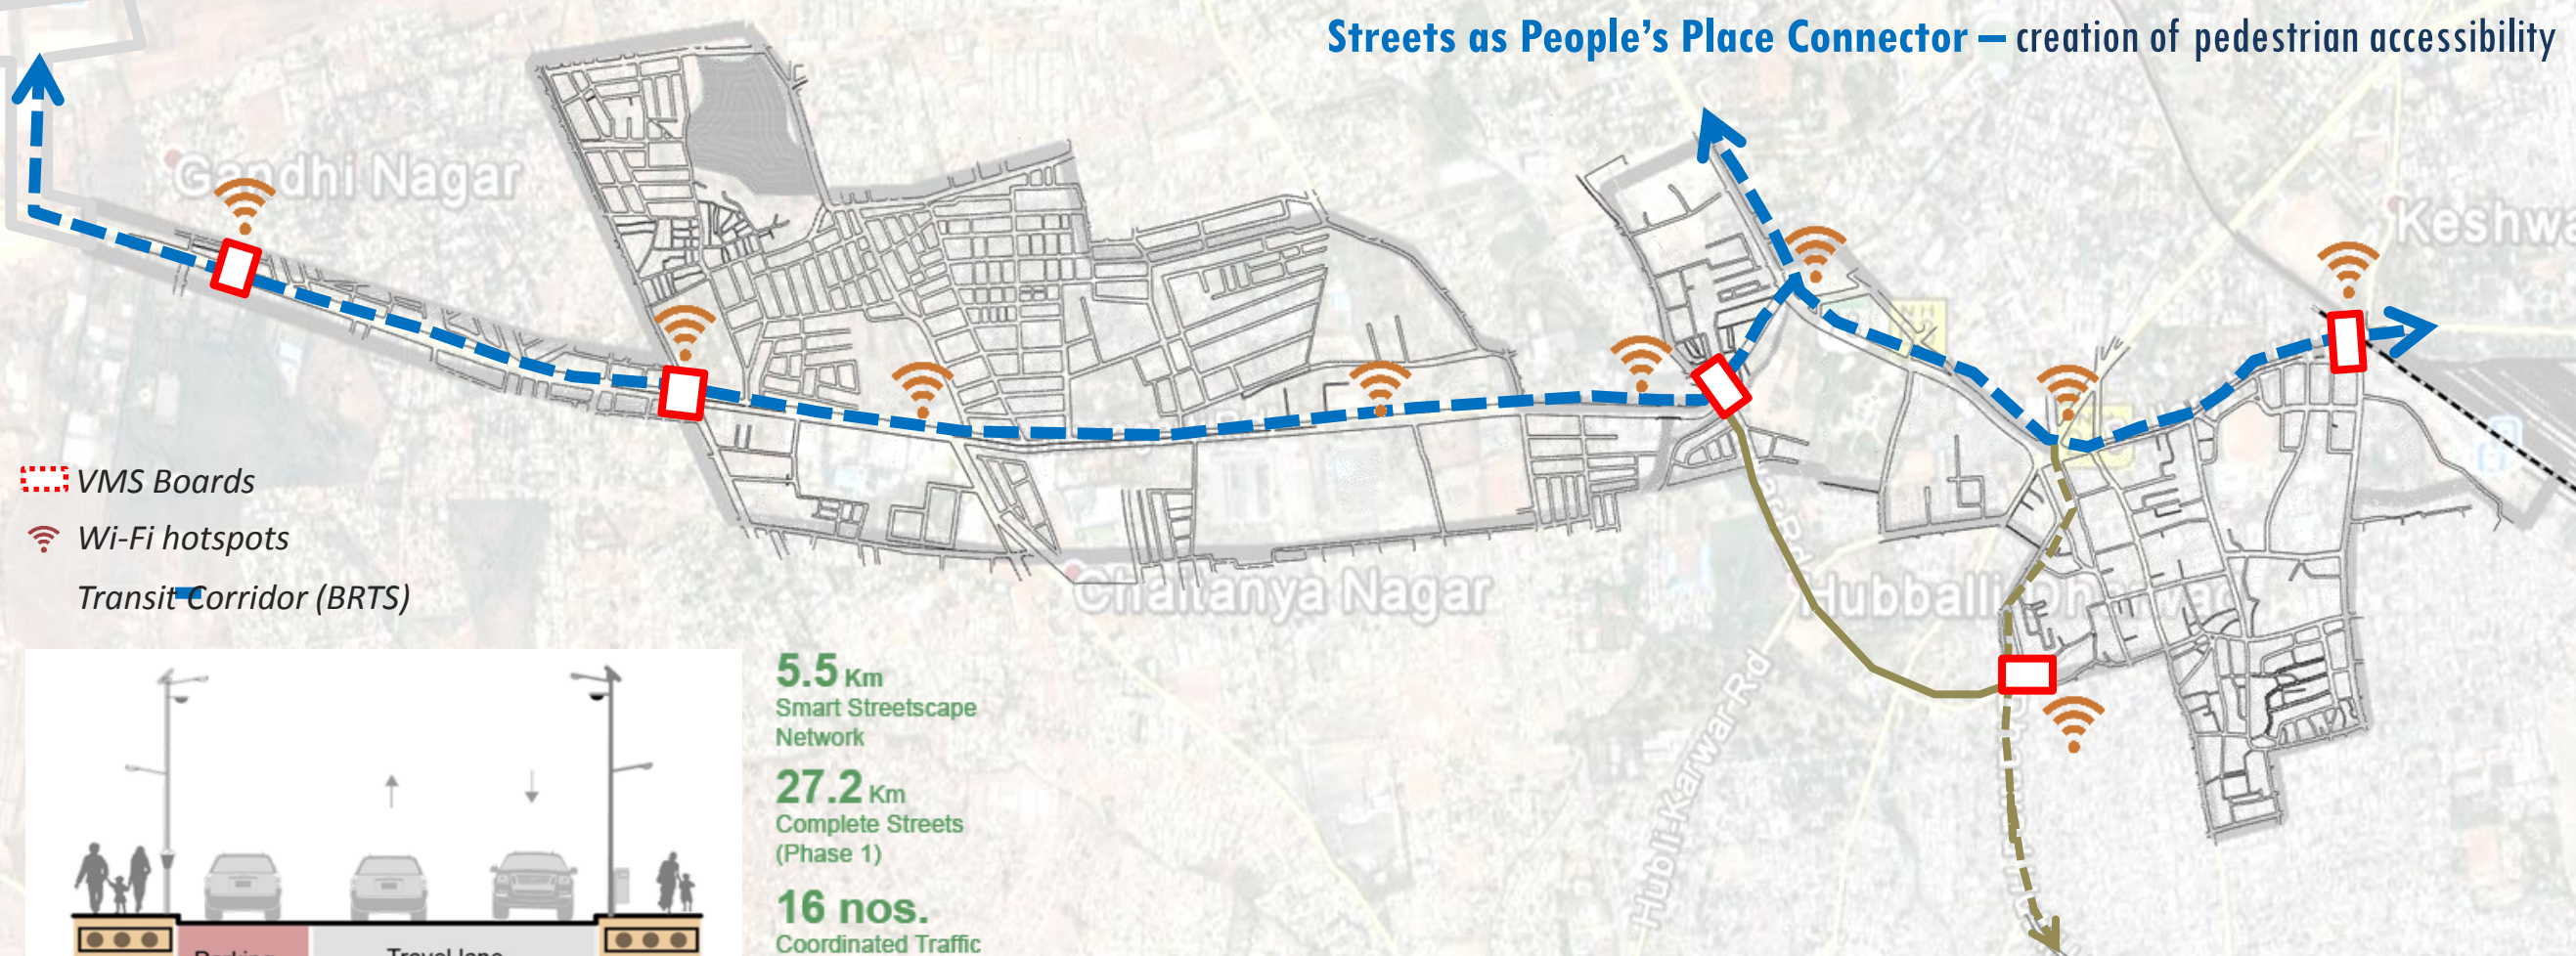 Streets as People's Place Connector – creation of pedestrian accessibility
Gandhi Nagar
Keshwa
NH
VMS Boards
Wi-Fi hotspots
Transit Corridor (BRTS)
Chaitanya Nagar
Hubballi
Hubli-Karwar Rd
5.5 Km
Smart Streetscape
Network
27.2 Km
Complete Streets
(Phase 1)
16 nos.
Coordinated Traffic
Parking
Travel lane